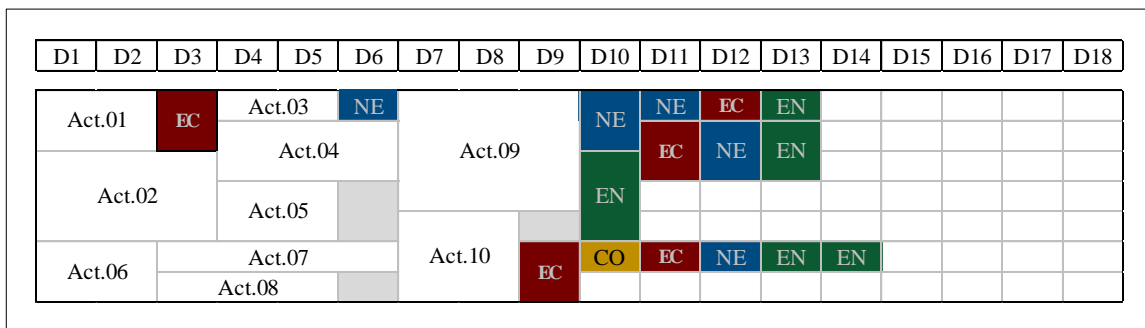 D1 D2 D3 D4 D5 D6 D7 D8 D9 D10 D11 D12 D13 D14 D15 D16 D17 D18
Act.03 NE NE EC EN
Act.01 EC NE
Act.04 Act.09 EC NE EN
Act.02 EN
Act.05
Act.07 Act.10 CO EC NE EN EN
Act.06 EC
Act.08